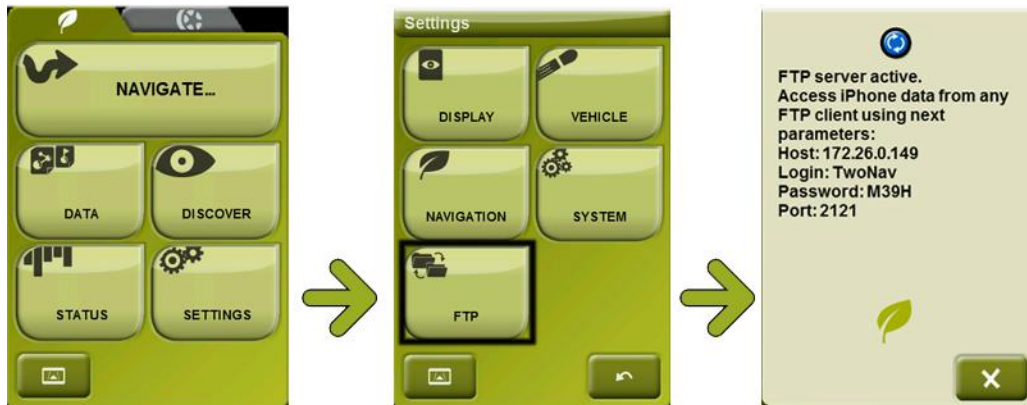 NAVIGATE...
DATA
DISCOVER
STATUS
SETTINGS
Settings
DISPLAY
VEHICLE
NAVIGATION
SYSTEM
FTP
FTP server active.
Access iPhone data from any
FTP client using next
parameters:
Host: 172.26.0.149
Login: TwoNav
Password: M39H
Port: 2121